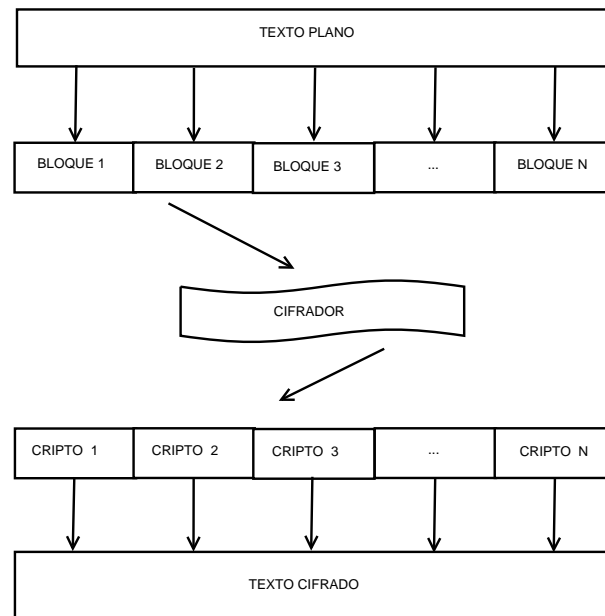 TEXTO PLANO
BLOQUE 1 BLOQUE 2 BLOQUE 3 ... BLOQUE N
CIFRADOR
CRIPTO 1 CRIPTO 2 CRIPTO 3 ... CRIPTO N
TEXTO CIFRADO